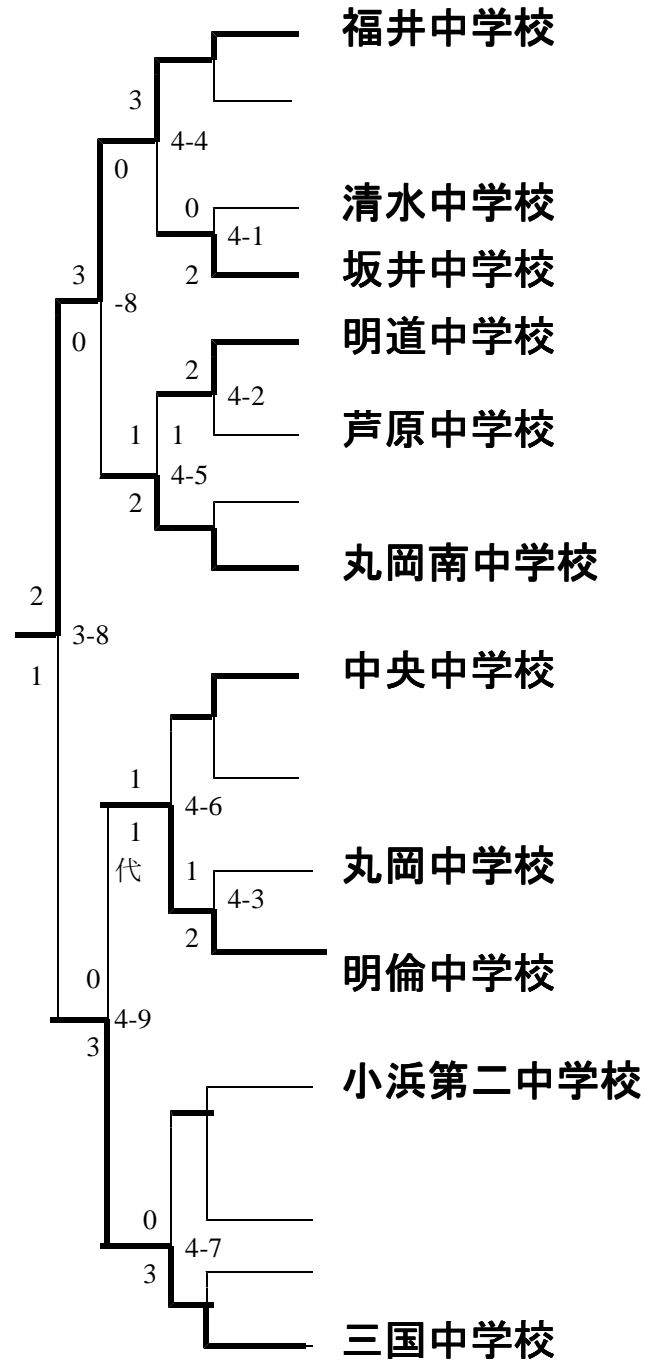 福井中学校
3
4-4
0
清水中学校
0
4-1
坂井中学校
2
3
-8
0
明道中学校
2
4-2
芦原中学校
1
1
4-5
2
丸岡南中学校
2
3-8
1
中央中学校
1
4-6
1
代
丸岡中学校
1
4-3
2
明倫中学校
0
4-9
3
小浜第二中学校
0
4-7
3
三国中学校